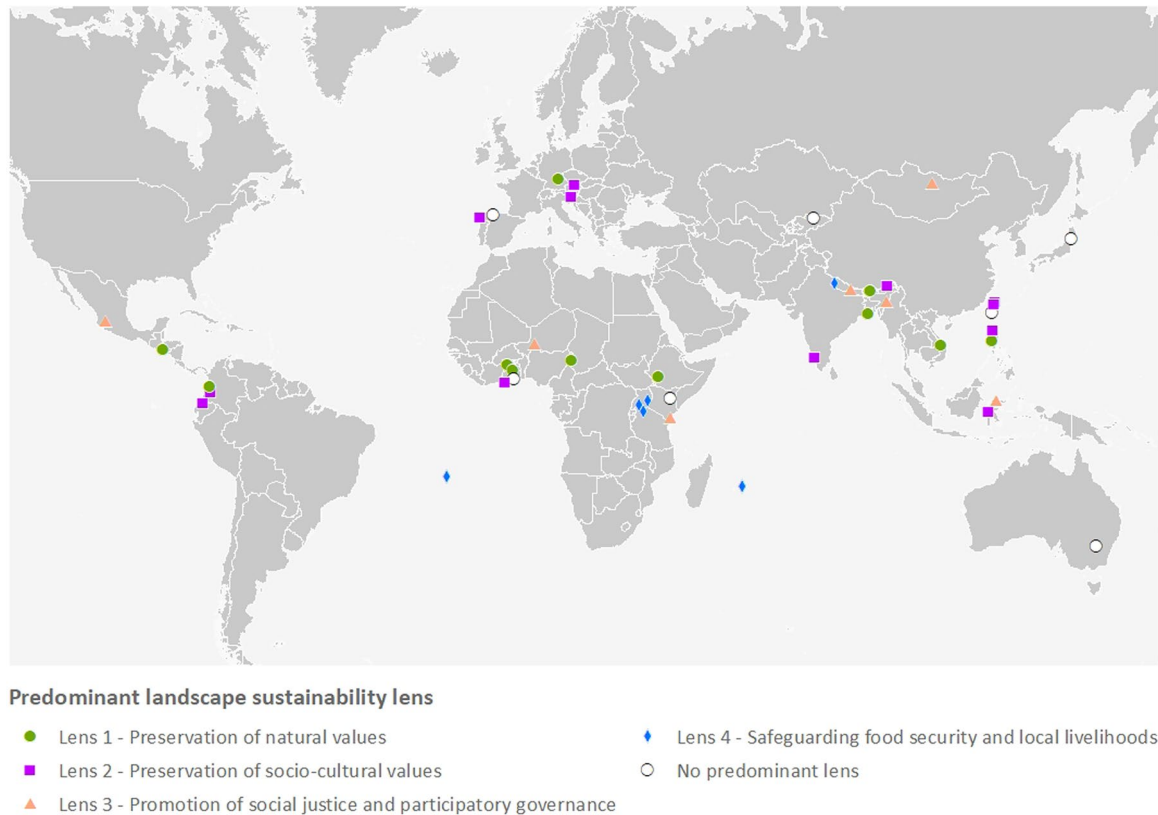 Predominant landscape sustainability lens
Lens 1 - Preservation of natural values
Lens 2 - Preservation of socio-cultural values
Lens 3 - Promotion of social justice and participatory governance
Lens 4 - Safeguarding food security and local livelihoods
No predominant lens